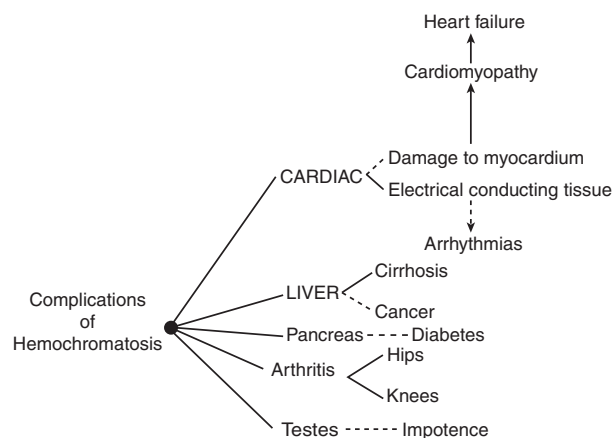 Heart failure
Cardiomyopathy
Damage to myocardium
CARDIAC
Electrical conducting tissue
Arrhythmias
Cirrhosis
LIVER
Cancer
Complications
of
Hemochromatosis
Pancreas
Diabetes
Hips
Arthritis
Knees
Testes
Impotence